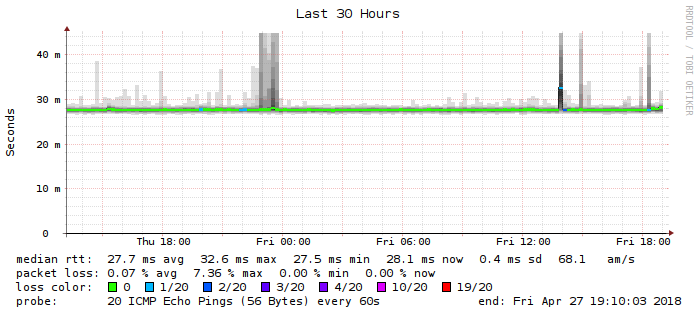 Last 30 Hours
RRDTOOL / TOBI OETIKER
Seconds
40 m
30 m
20 m
10 m
0
Thu 18:00 Fri 00:00 Fri 06:00 Fri 12:00 Fri 18:00
median rtt: 27.7 ms avg 32.6 ms max 27.5 ms min 28.1 ms now 0.4 ms sd 68.1 am/s
packet loss: 0.07 % avg 7.36 % max 0.00 % min 0.00 % now
loss color: 0 1/20 2/20 3/20 4/20 10/20 19/20
probe: 20 ICMP Echo Pings (56 Bytes) every 60s end: Fri Apr 27 19:10:03 2018